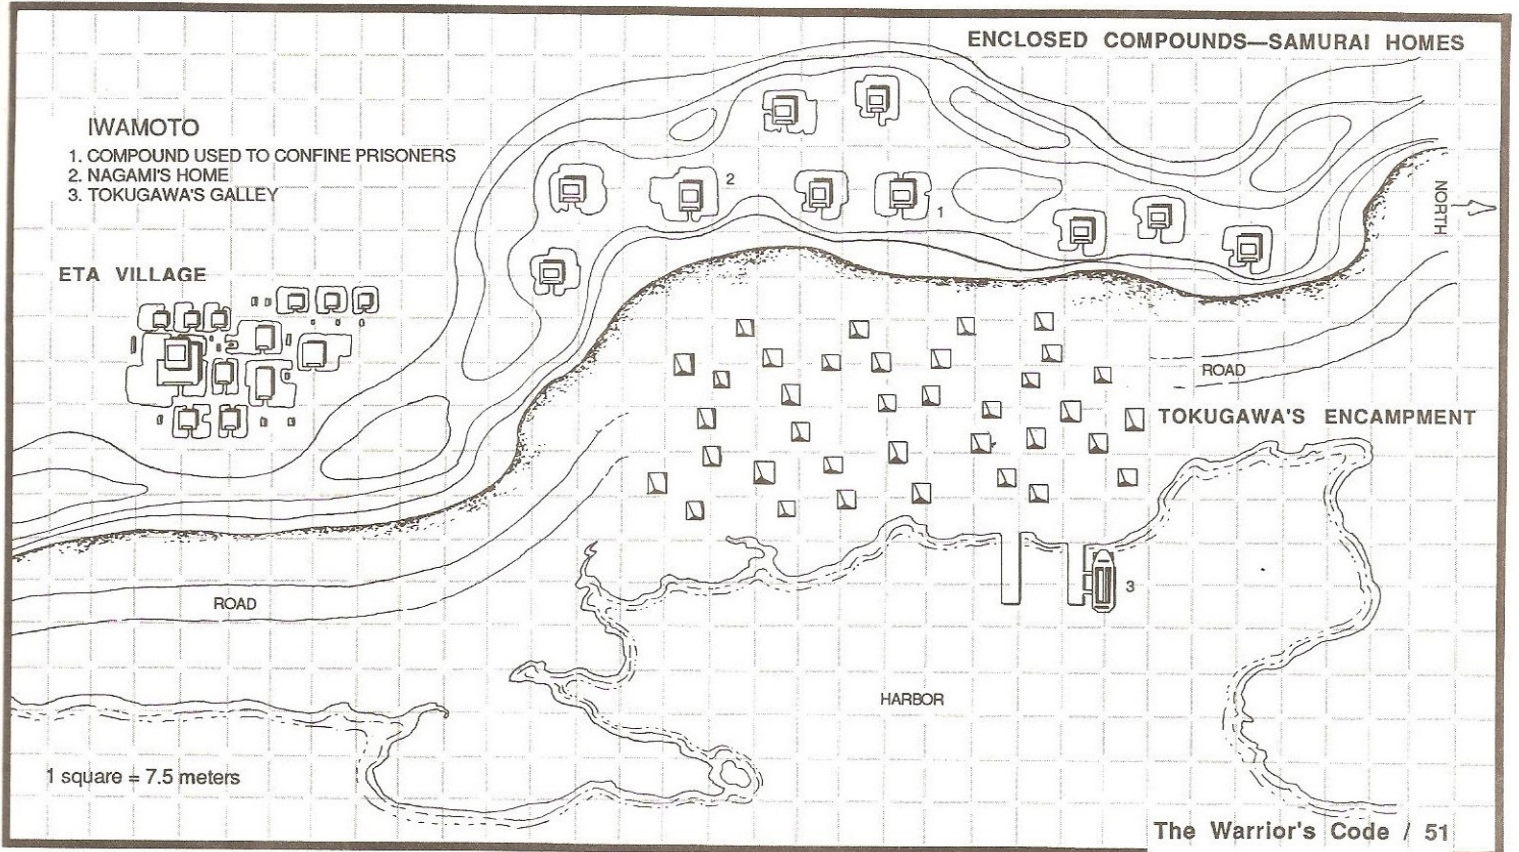 ENCLOSED COMPOUNDS—SAMURAI HOMES
IWAMOTO
1. COMPOUND USED TO CONFINE PRISONERS
2. NAGAMI'S HOME
3. TOKUGAWA'S GALLEY
2
1
NORTH
ETA VILLAGE
ROAD
TOKUGAWA'S ENCAMPMENT
3
ROAD
HARBOR
1 square = 7.5 meters
The Warrior's Code / 51